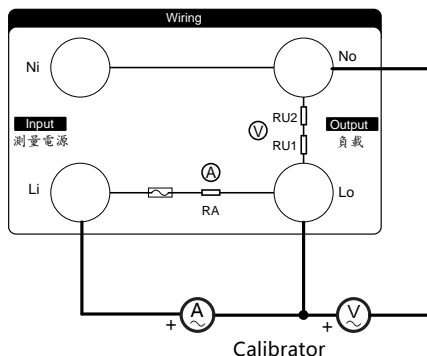 Wiring
Ni
No
RU2
Input
V
Output
測量電源
RU1
負載
A
Li
Lo
RA
A
V
+
+
Calibrator